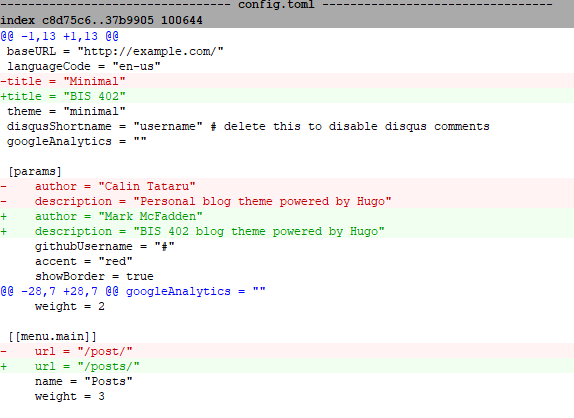 ------------------------------- config.toml -------------------------------
index c8d75c6..37b9905 100644
@@ -1,13 +1,13 @@
 baseURL = "http://example.com/"
 languageCode = "en-us"
-title = "Minimal"
+title = "BIS 402"
 theme = "minimal"
 disqusShortname = "username" # delete this to disable disqus comments
 googleAnalytics = ""

 [params]
-    author = "Calin Tataru"
-    description = "Personal blog theme powered by Hugo"
+    author = "Mark McFadden"
+    description = "BIS 402 blog theme powered by Hugo"
     githubUsername = "#"
     accent = "red"
     showBorder = true
@@ -28,7 +28,7 @@ googleAnalytics = ""
     weight = 2

 [[menu.main]]
-    url = "/post/"
+    url = "/posts/"
     name = "Posts"
     weight = 3